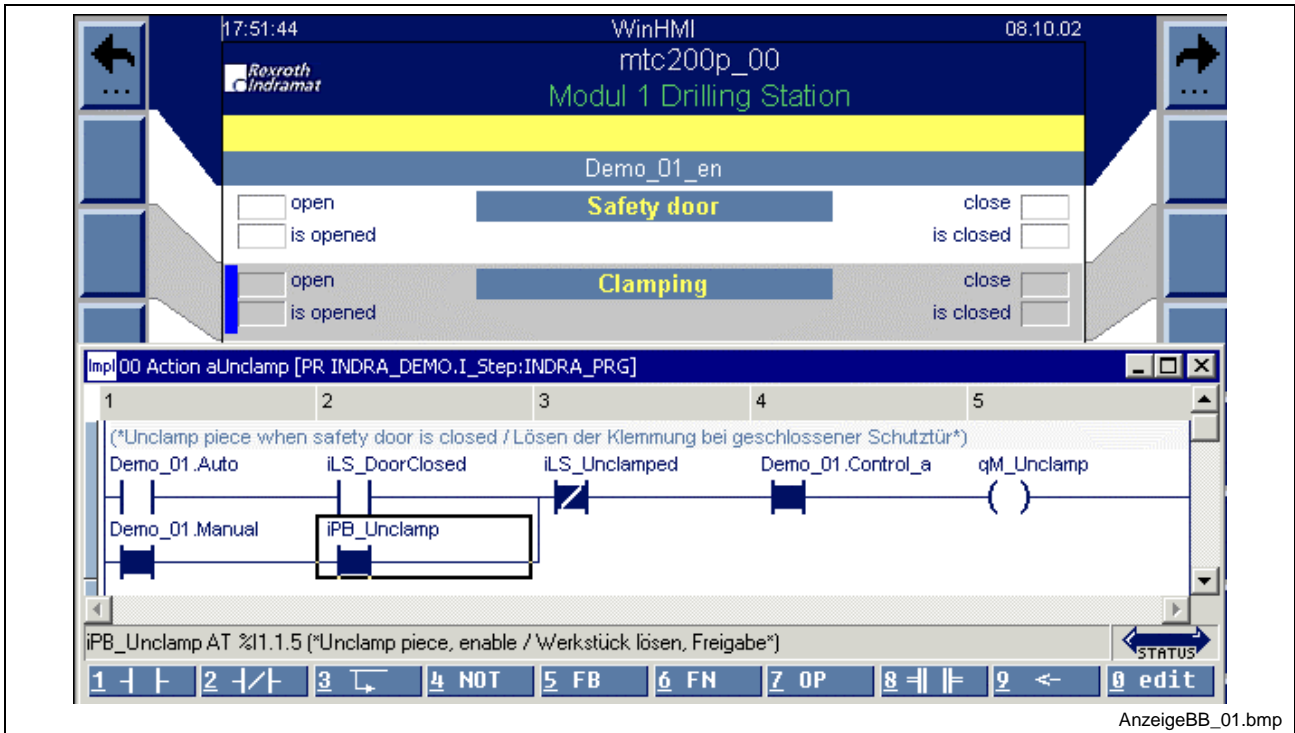 17:51:44 WinHMI 08.10.02
Rexroth
Indramat
mtc200p_00
Modul 1 Drilling Station
...
...
Demo_01_en
open Safety door close
is opened is closed
open Clamping close
is opened is closed
Impl 00 Action aUnclamp [PR INDRA_DEMO.I_Step:INDRA_PRG]
1 2 3 4 5
(*Unclamp piece when safety door is closed / Lösen der Klemmung bei geschlossener Schutztür*)
Demo_01.Auto iLS_DoorClosed iLS_Unclamped Demo_01.Control_a qM_Unclamp
Demo_01.Manual iPB_Unclamp
iPB_Unclamp AT %I1.1.5 (*Unclamp piece, enable / Werkstück lösen, Freigabe*)
STATUS
1 2 3 4 NOT 5 FB 6 FN 7 OP 8 9 <- 0 edit
AnzeigeBB_01.bmp